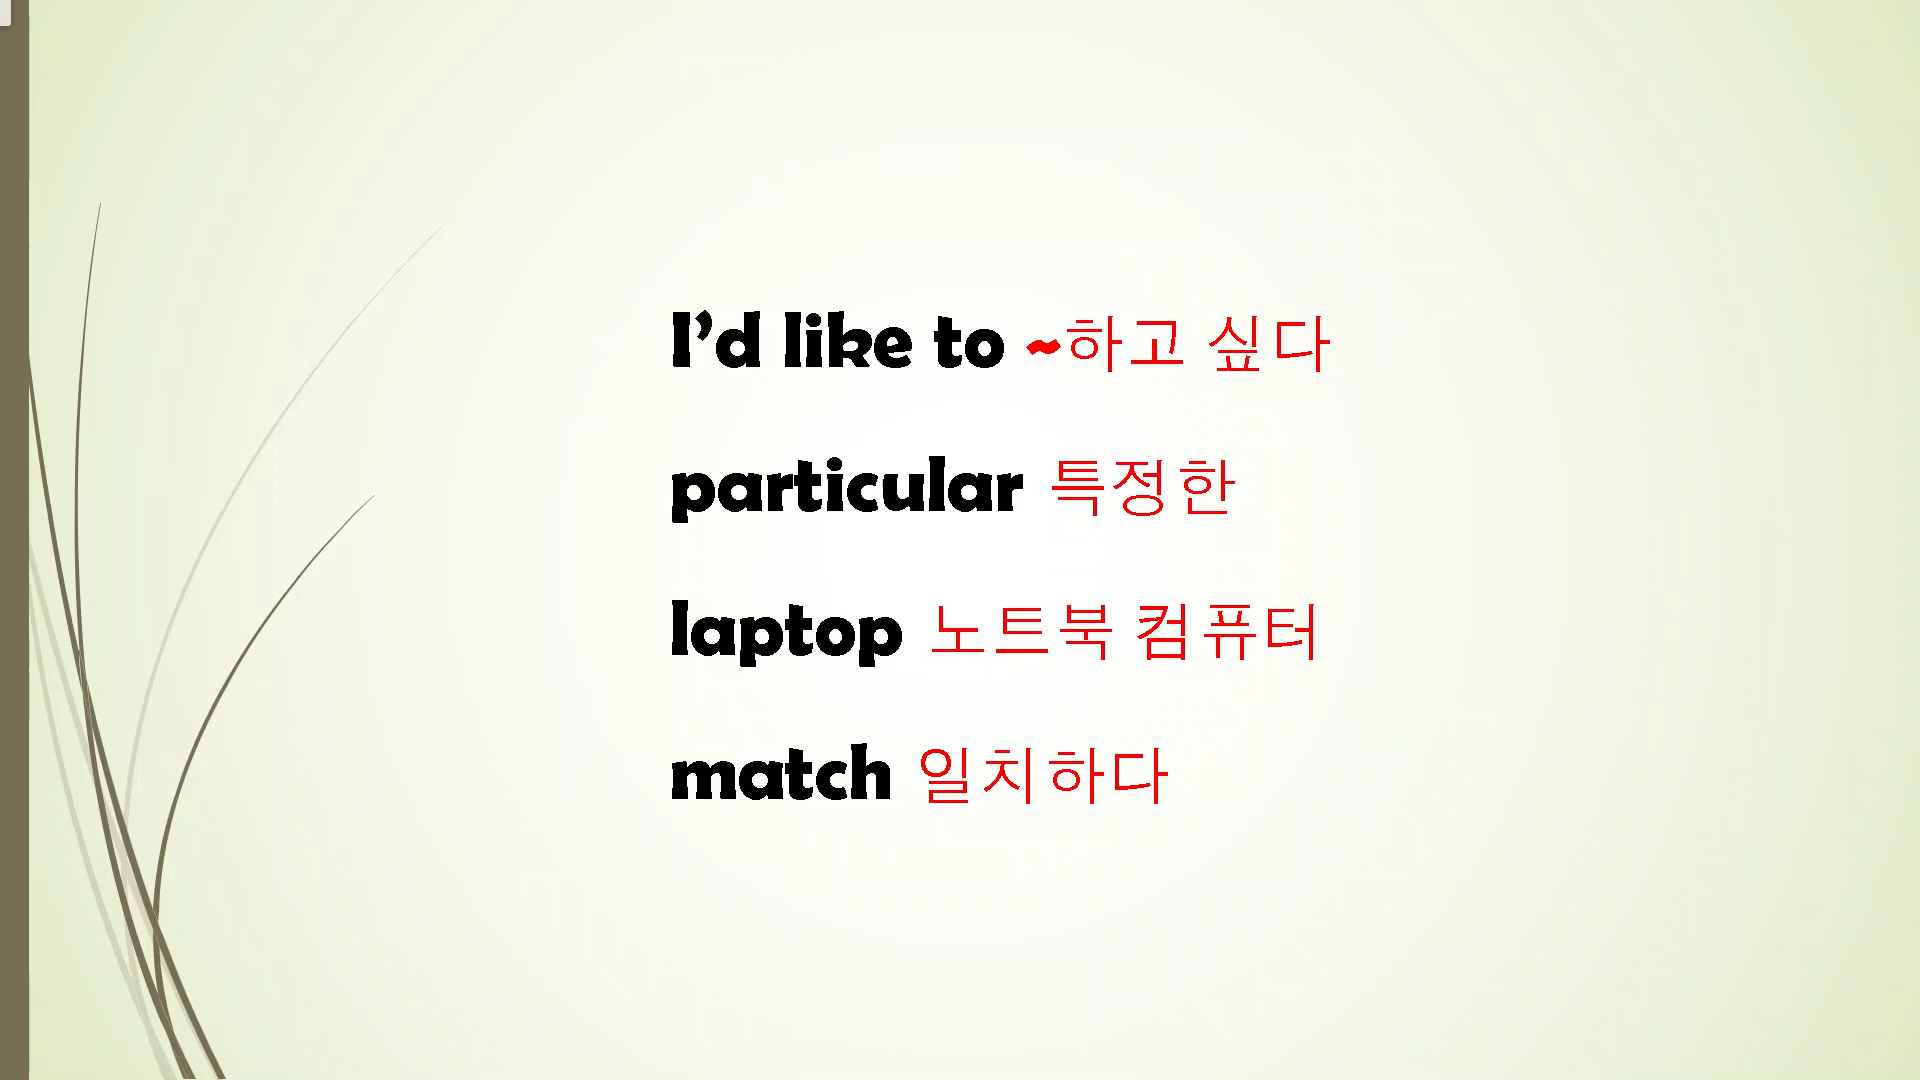 I’d like to ~하고 싶다
particular 특정한
laptop 노트북 컴퓨터
match 일치하다